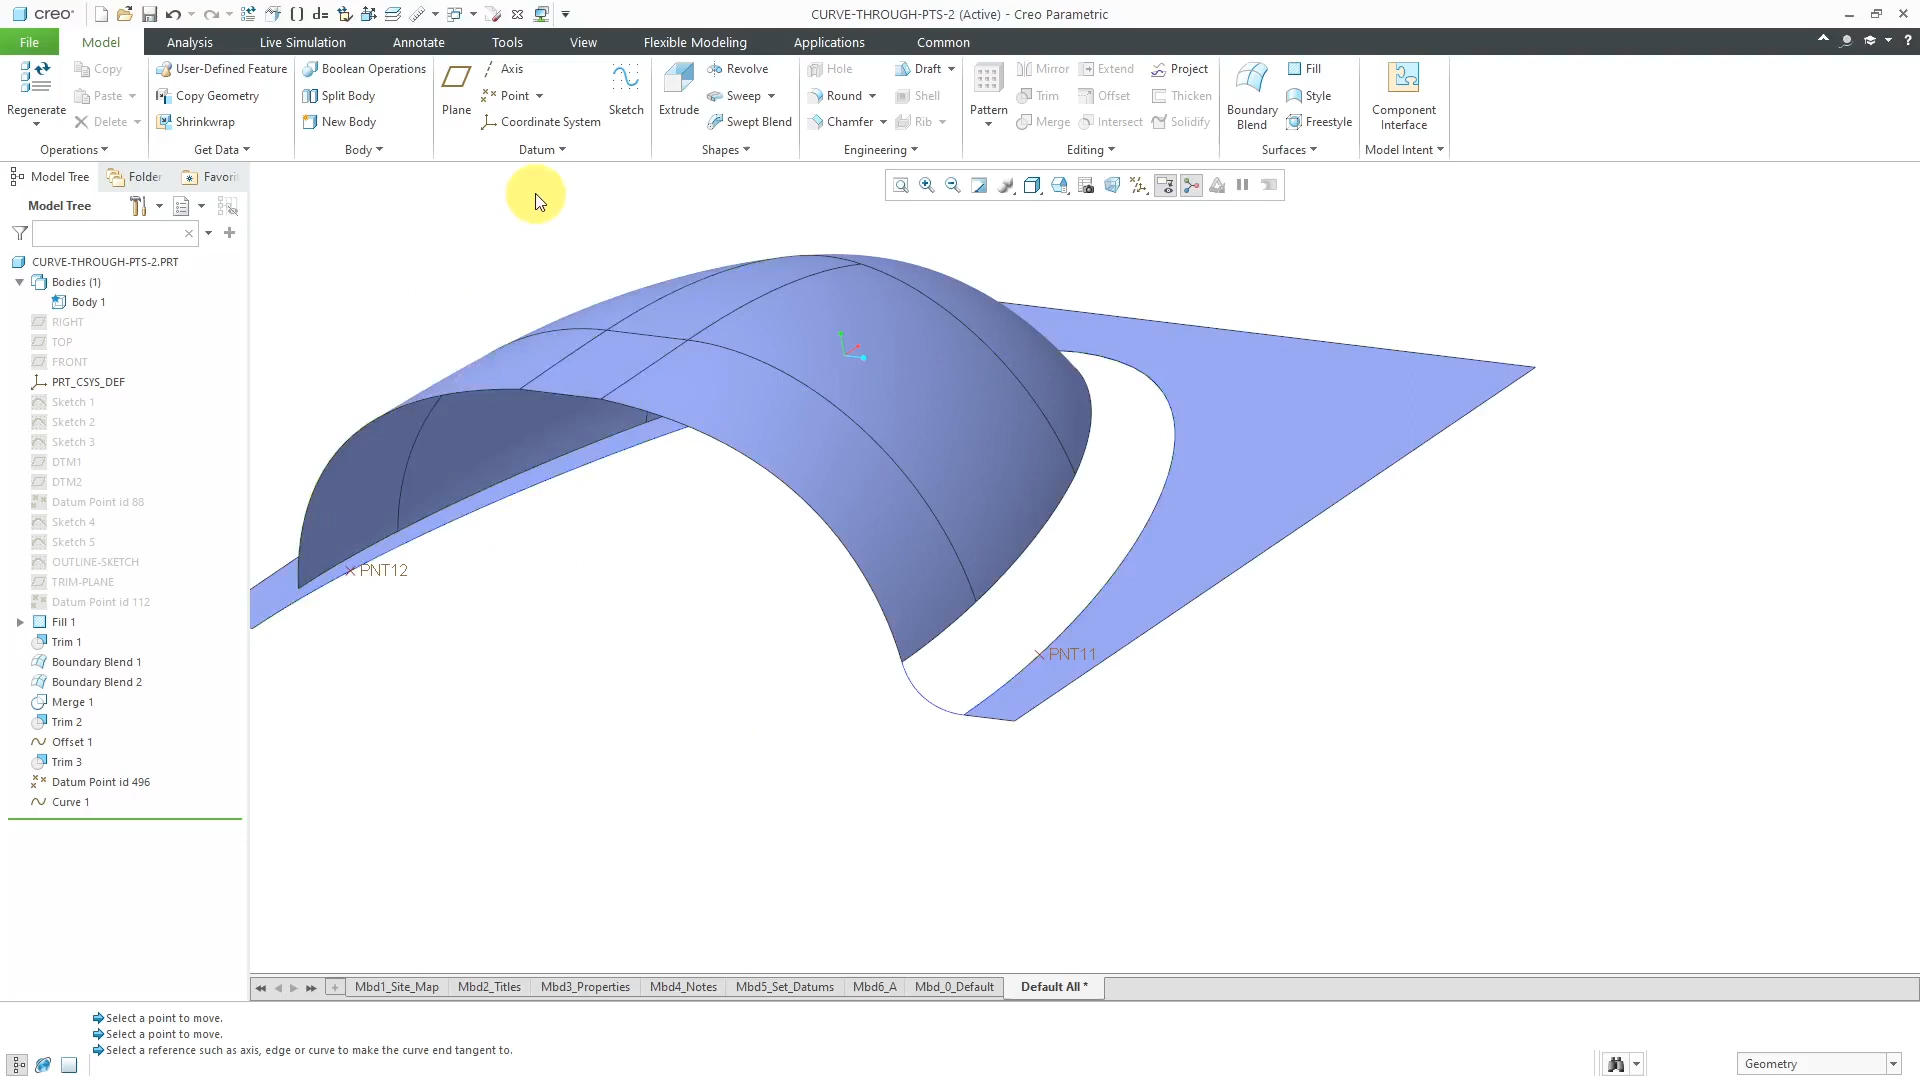 creo
CURVE-THROUGH-PTS-2 (Active) - Creo Parametric
File Model Analysis Live Simulation Annotate Tools View Flexible Modeling Applications Common
Regenerate
Copy
Paste
Delete
Operations
User-Defined Feature
Copy Geometry
Shrinkwrap
Get Data
Boolean Operations
Split Body
New Body
Body
Plane
Axis
Point
Coordinate System
Sketch
Datum
Extrude
Revolve
Sweep
Swept Blend
Shapes
Hole
Round
Chamfer
Draft
Shell
Rib
Engineering
Pattern
Mirror
Trim
Merge
Extend
Offset
Intersect
Project
Thicken
Solidify
Editing
Boundary
Blend
Fill
Style
Freestyle
Surfaces
Component
Interface
Model Intent
Model Tree Folder Favori
Model Tree
CURVE-THROUGH-PTS-2.PRT
Bodies (1)
Body 1
RIGHT
TOP
FRONT
PRT_CSYS_DEF
Sketch 1
Sketch 2
Sketch 3
DTM1
DTM2
Datum Point id 88
Sketch 4
Sketch 5
OUTLINE-SKETCH
TRIM-PLANE
Datum Point id 112
Fill 1
Trim 1
Boundary Blend 1
Boundary Blend 2
Merge 1
Trim 2
Offset 1
Trim 3
Datum Point id 496
Curve 1
PNT12
PNT11
Mbd1_Site_Map Mbd2_Titles Mbd3_Properties Mbd4_Notes Mbd5_Set_Datums Mbd6_A Mbd_0_Default Default All *
Select a point to move.
Select a point to move.
Select a reference such as axis, edge or curve to make the curve end tangent to.
Geometry